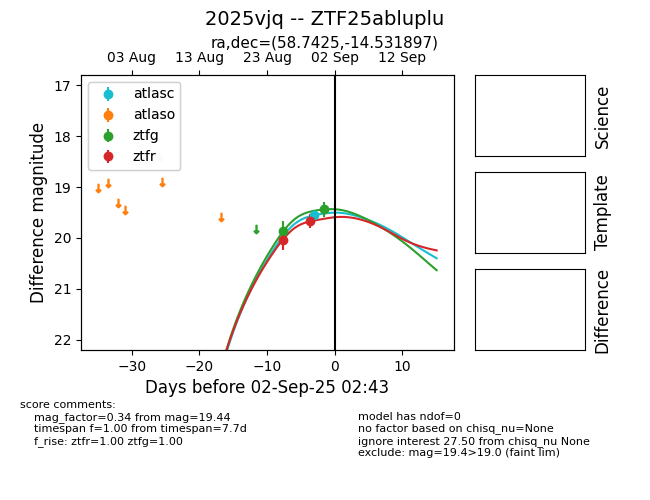 2025vjq -- ZTF25abluplu
ra,dec=(58.7425,-14.531897)
03 Aug 13 Aug 23 Aug 02 Sep 12 Sep
17
18
19
20
21
22
Difference magnitude
atlasc
atlaso
ztfg
ztfr
−30 −20 −10 0 10
Days before 02-Sep-25 02:43
Science
Template
Difference
score comments:
mag_factor=0.34 from mag=19.44
timespan f=1.00 from timespan=7.7d
f_rise: ztfr=1.00 ztfg=1.00
model has ndof=0
no factor based on chisq_nu=None
ignore interest 27.50 from chisq_nu None
exclude: mag=19.4>19.0 (faint lim)